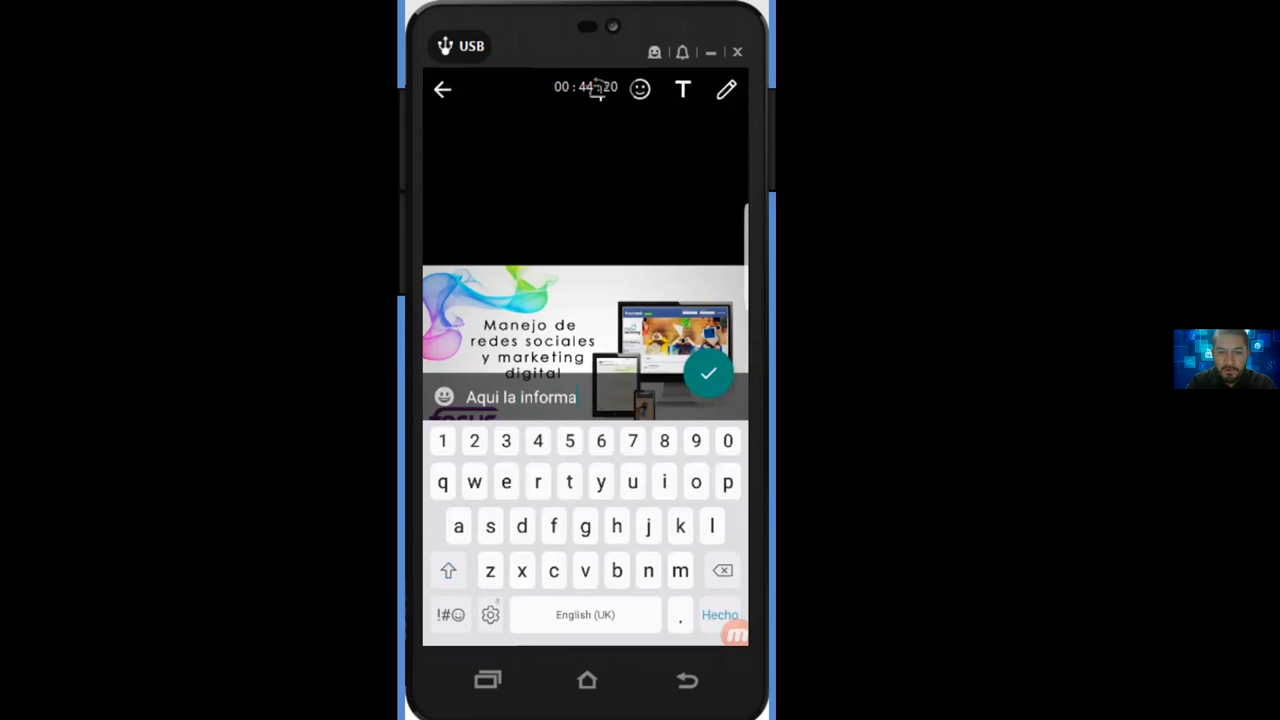 USB
00 : 44 : 20
T
Manejo de
redes sociales
y marketing
digital
Aqui la informa
1 2 3 4 5 6 7 8 9 0
q w e r t y u i o p
a s d f g h j k l
z x c v b n m
!#☺ English (UK) . Hecho